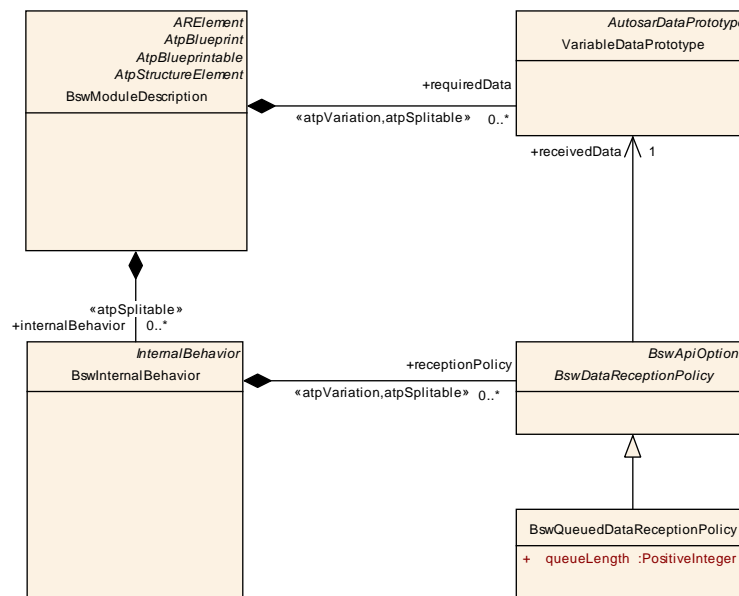 ARElement
AtpBlueprint
AtpBlueprintable
AtpStructureElement
BswModuleDescription
AutosarDataPrototype
VariableDataPrototype
+requiredData
«atpVariation,atpSplitable» 0..*
+receivedData 1
«atpSplitable»
+internalBehavior 0..*
InternalBehavior
BswInternalBehavior
+receptionPolicy
«atpVariation,atpSplitable» 0..*
BswApiOption
BswDataReceptionPolicy
BswQueuedDataReceptionPolicy
+ queueLength :PositiveInteger